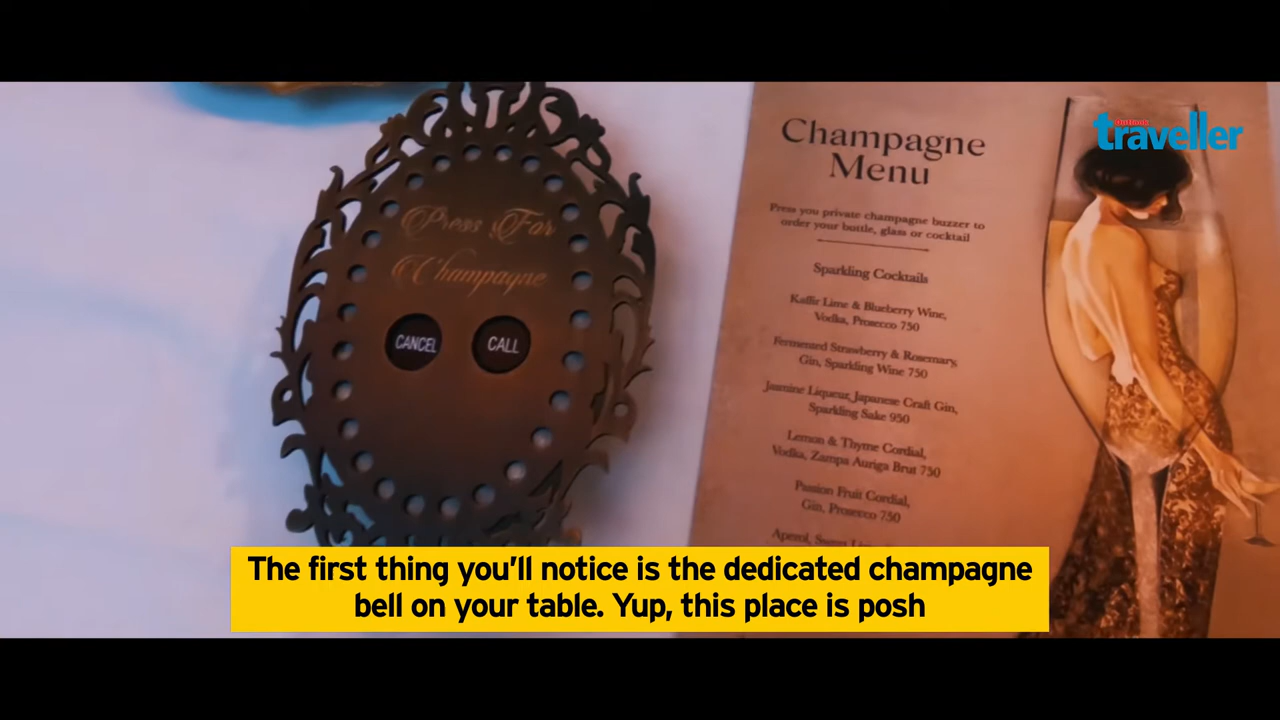 Outlook
traveller
Press For
Champagne
CANCEL
CALL
Champagne
Menu
Press you private champagne buzzer to
order your bottle, glass or cocktail
Sparkling Cocktails
Kaffir Lime & Blueberry Wine,
Vodka, Prosecco 750
Fermented Strawberry & Rosemary,
Gin, Sparkling Wine 750
Jasmine Liqueur, Japanese Craft Gin,
Sparkling Sake 950
Lemon & Thyme Cordial,
Vodka, Zampa Auriga Brut 750
Passion Fruit Cordial,
Gin, Prosecco 750
Aperol,
The first thing you'll notice is the dedicated champagne
bell on your table. Yup, this place is posh